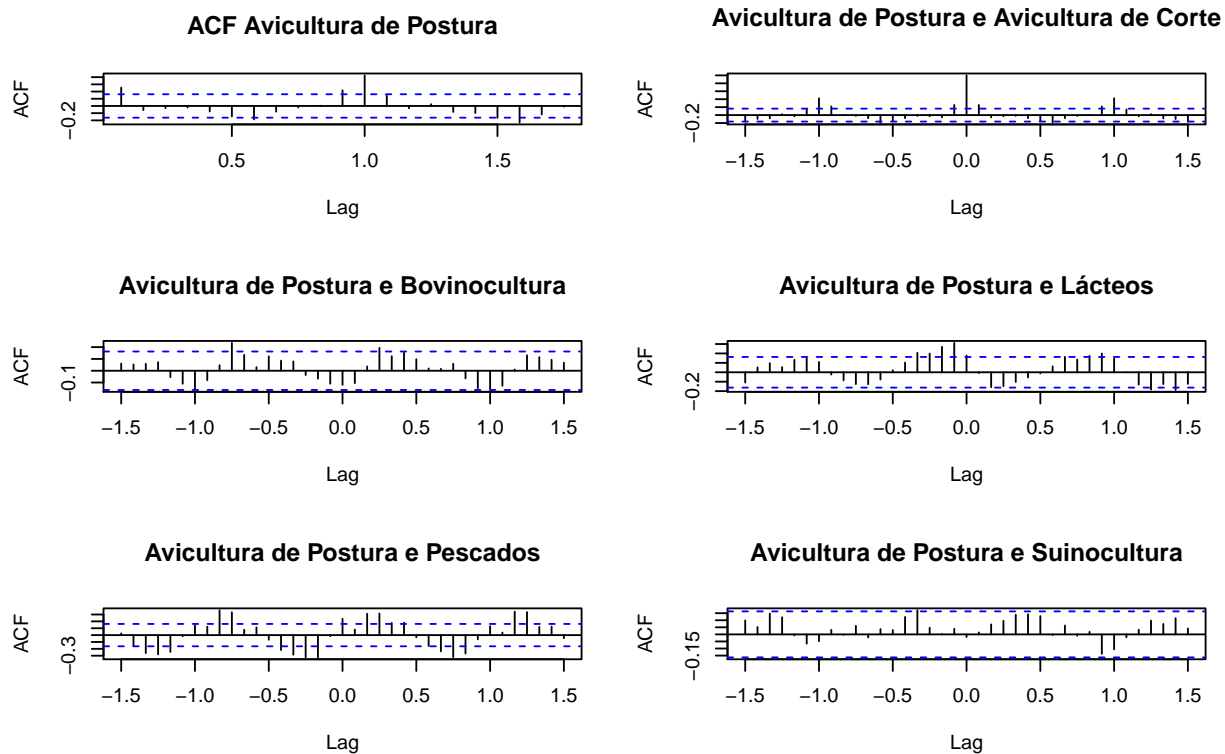 ACF Avicultura de Postura
ACF
−0.2
0.5 1.0 1.5
Lag
Avicultura de Postura e Avicultura de Corte
ACF
−0.2
−1.5 −1.0 −0.5 0.0 0.5 1.0 1.5
Lag
Avicultura de Postura e Bovinocultura
ACF
−0.1
−1.5 −1.0 −0.5 0.0 0.5 1.0 1.5
Lag
Avicultura de Postura e Lácteos
ACF
−0.2
−1.5 −1.0 −0.5 0.0 0.5 1.0 1.5
Lag
Avicultura de Postura e Pescados
ACF
−0.3
−1.5 −1.0 −0.5 0.0 0.5 1.0 1.5
Lag
Avicultura de Postura e Suinocultura
ACF
−0.15
−1.5 −1.0 −0.5 0.0 0.5 1.0 1.5
Lag